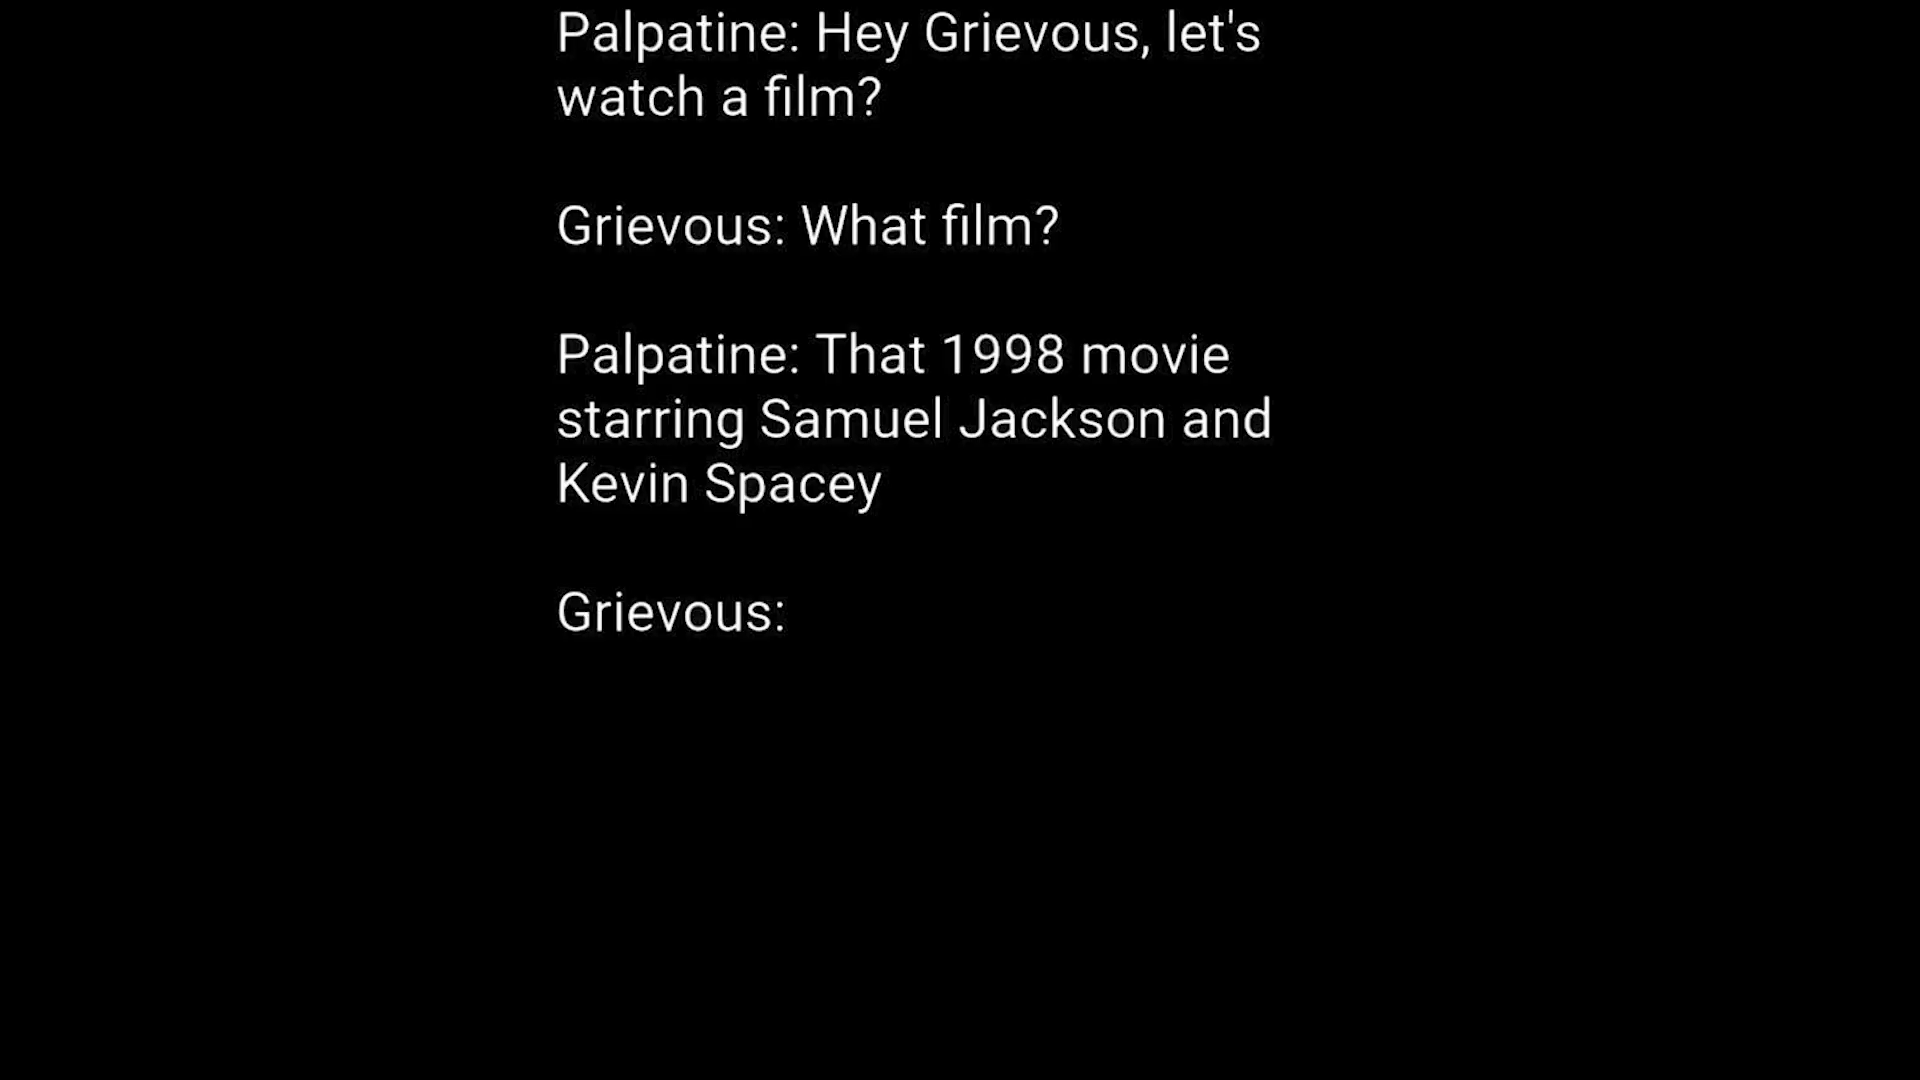 Palpatine: Hey Grievous, let's
watch a film?
Grievous: What film?
Palpatine: That 1998 movie
starring Samuel Jackson and
Kevin Spacey
Grievous: